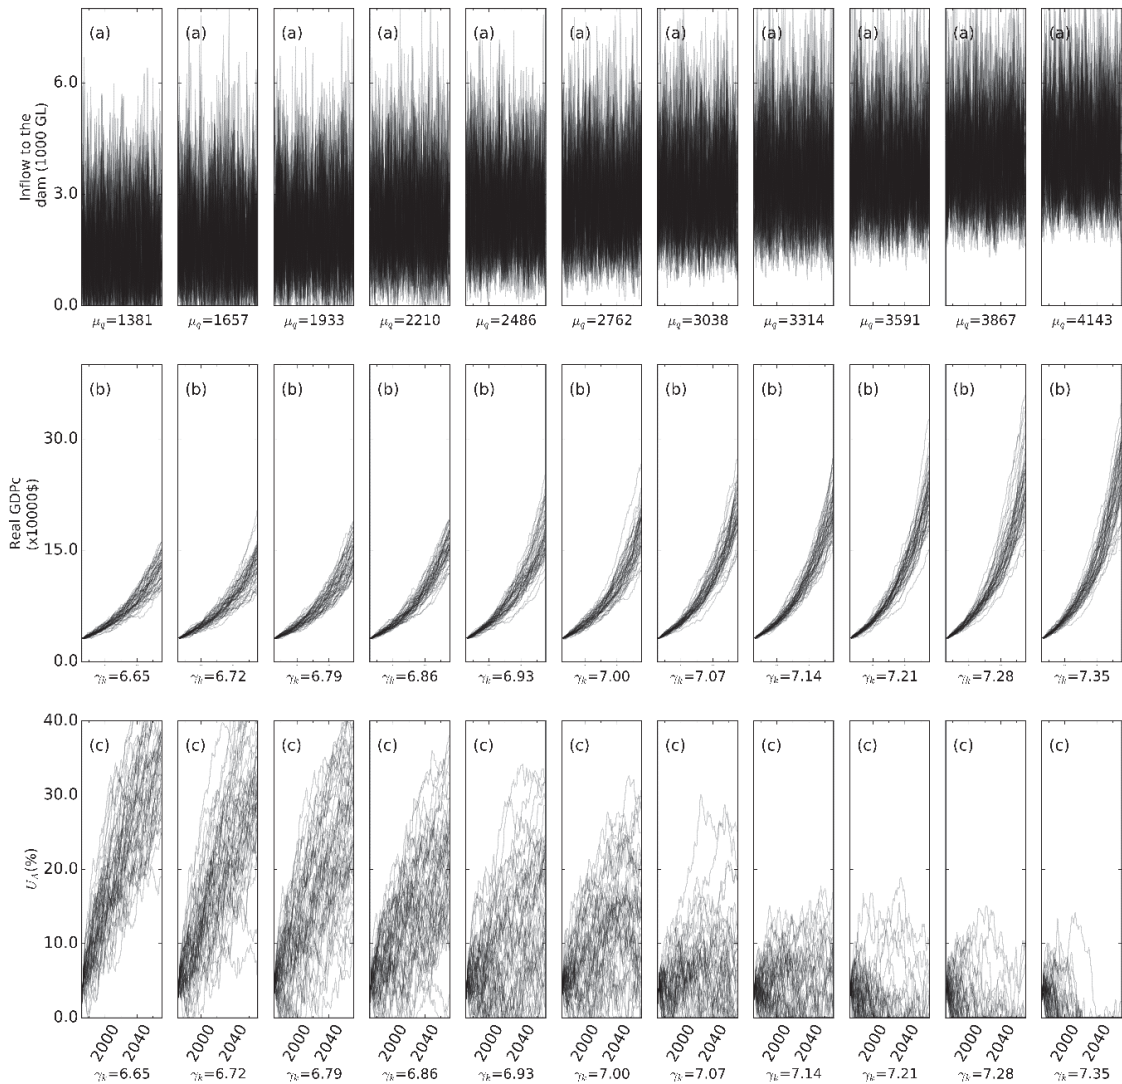 (a) (a) (a) (a) (a) (a) (a) (a) (a) (a) (a)
6.0
Inflow to the
dam (1000 GL)
3.0
0.0
μq=1381 μq=1657 μq=1933 μq=2210 μq=2486 μq=2762 μq=3038 μq=3314 μq=3591 μq=3867 μq=4143
(b) (b) (b) (b) (b) (b) (b) (b) (b) (b) (b)
30.0
Real GDPc
(x10000$)
15.0
0.0
γk=6.65 γk=6.72 γk=6.79 γk=6.86 γk=6.93 γk=7.00 γk=7.07 γk=7.14 γk=7.21 γk=7.28 γk=7.35
40.0
(c) (c) (c) (c) (c) (c) (c) (c) (c) (c) (c)
30.0
UA(%)
20.0
10.0
0.0
2000 2040 2000 2040 2000 2040 2000 2040 2000 2040 2000 2040 2000 2040 2000 2040 2000 2040 2000 2040 2000 2040
γk=6.65 γk=6.72 γk=6.79 γk=6.86 γk=6.93 γk=7.00 γk=7.07 γk=7.14 γk=7.21 γk=7.28 γk=7.35